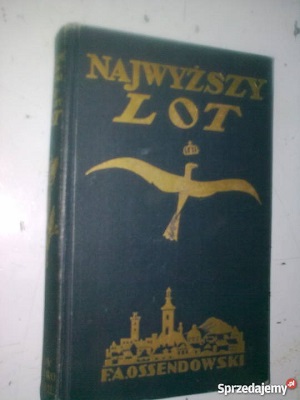 NAJWYŻSZY
LOT
F.A. OSSENDOWSKI
Sprzedajemy.pl